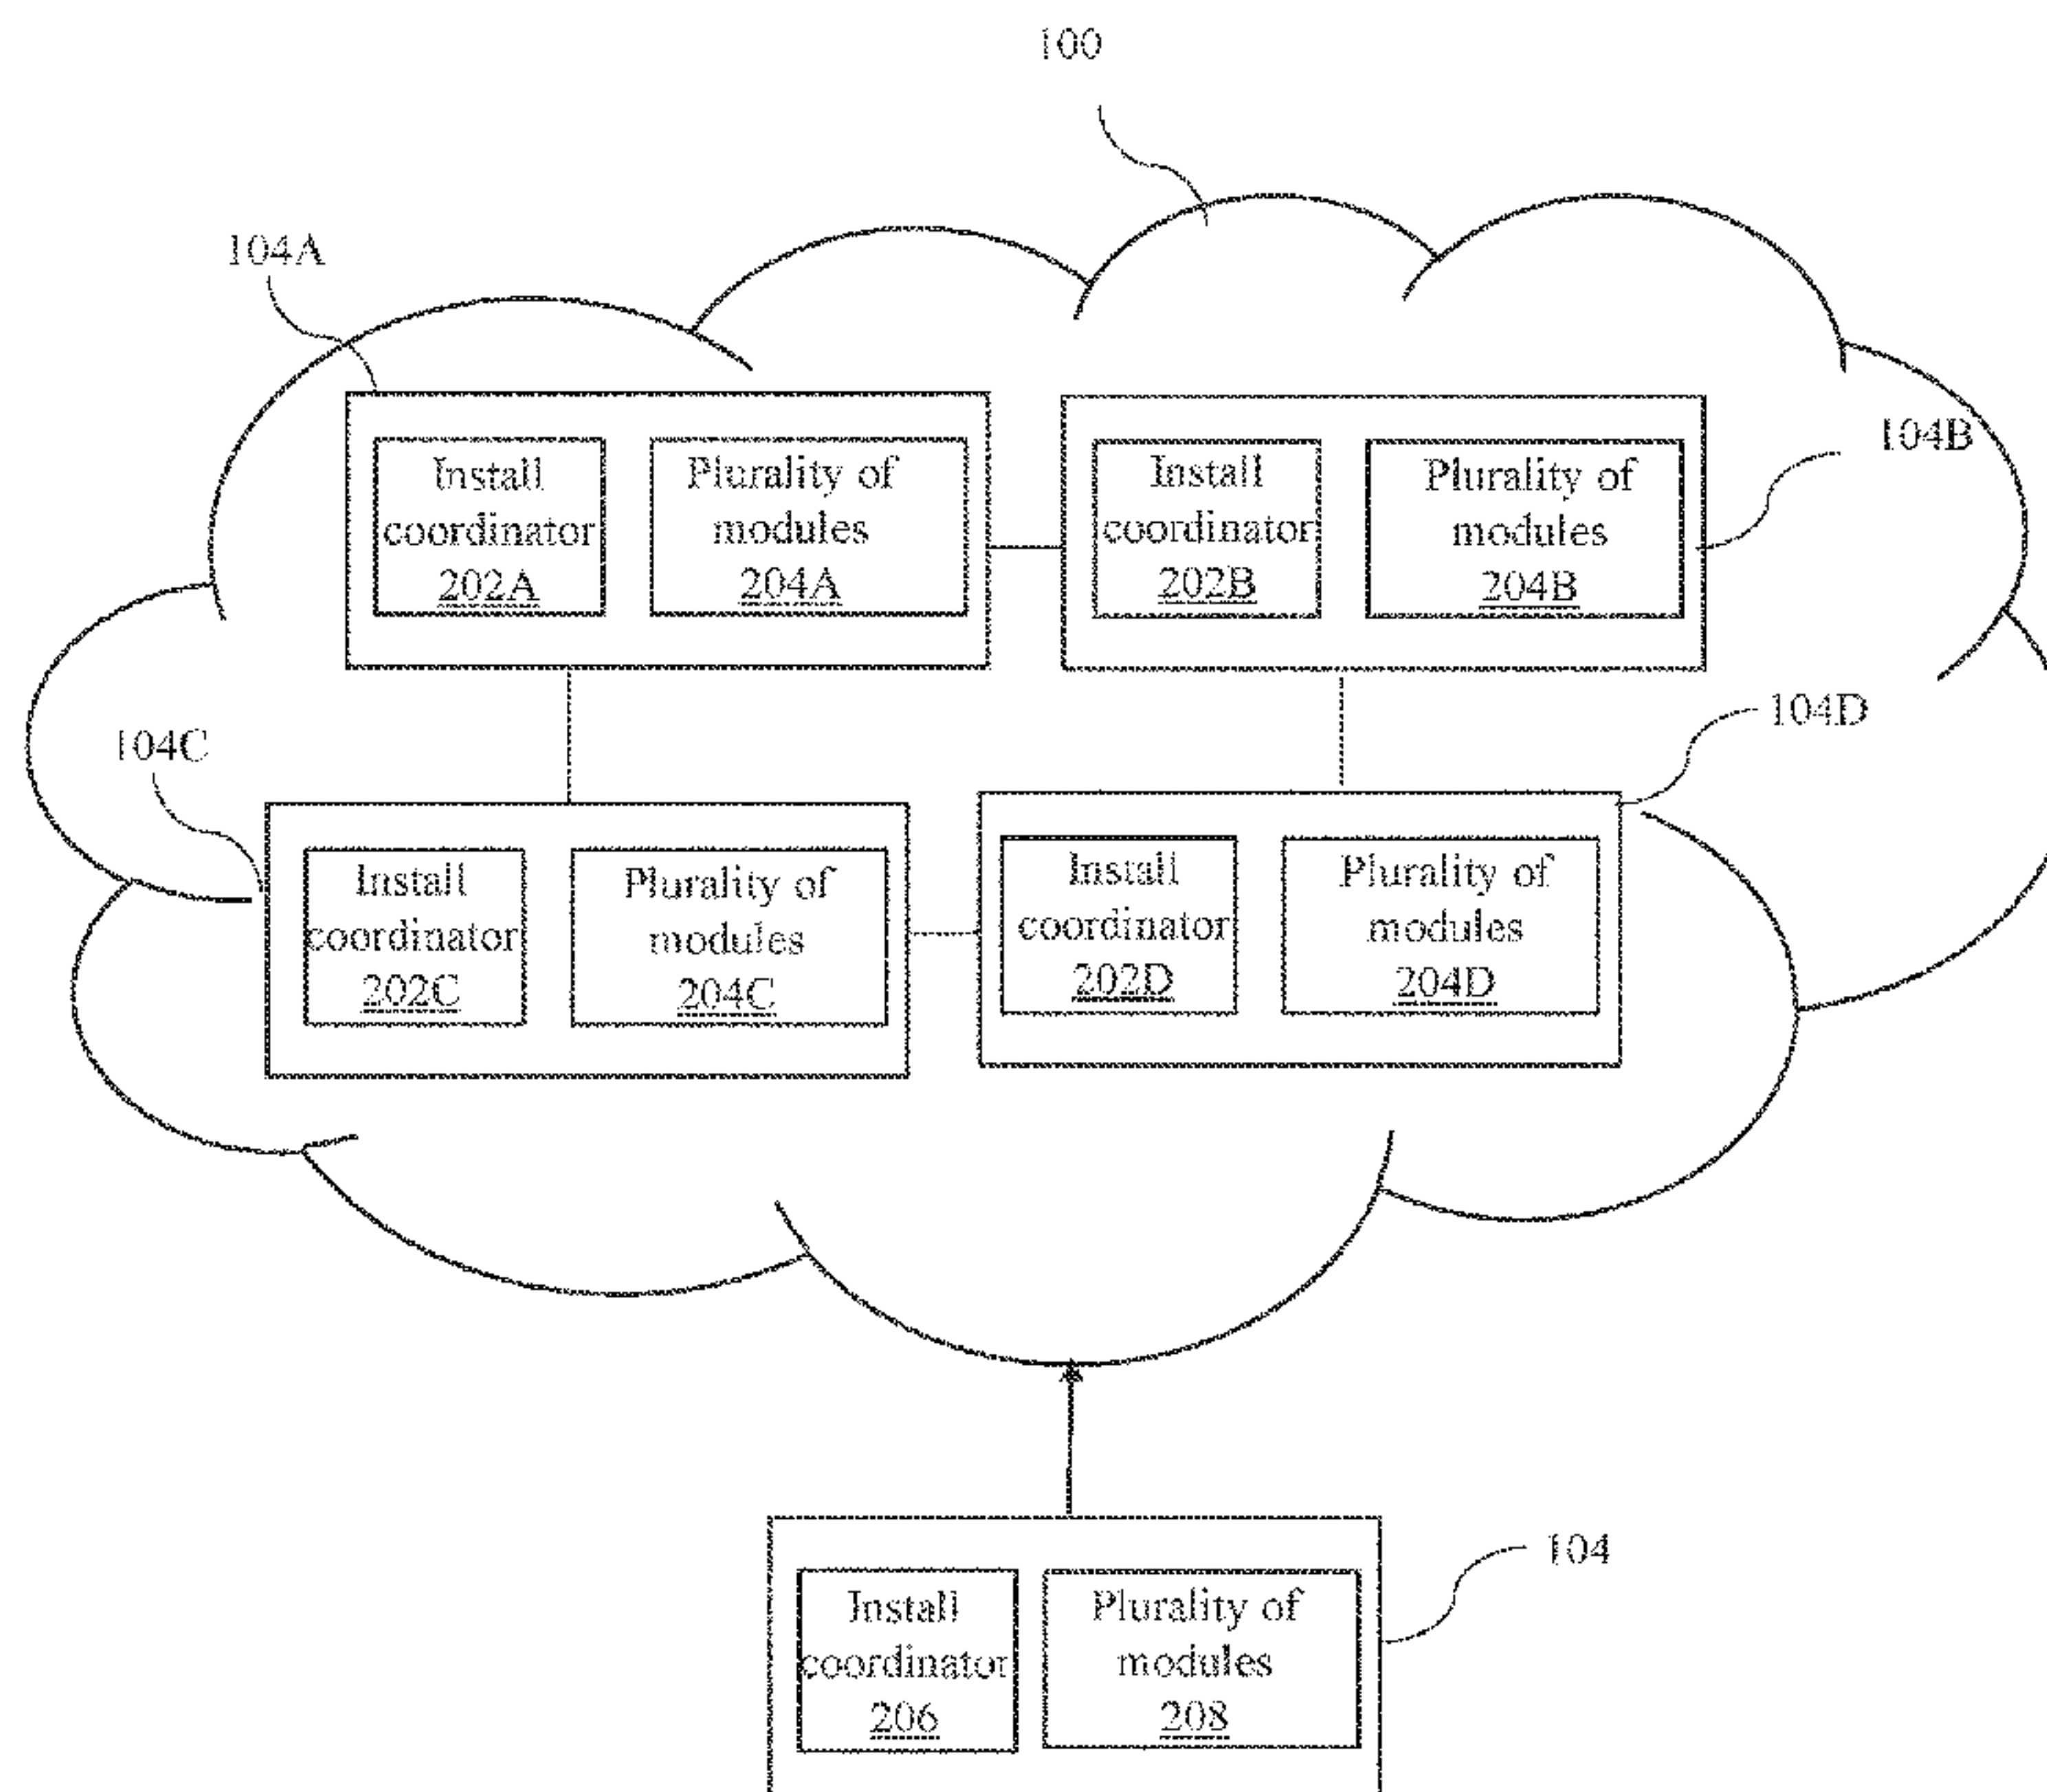 100
104A
Install
coordinator
202A
Plurality of
modules
204A
Install
coordinator
202B
Plurality of
modules
204B
104B
104C
Install
coordinator
202C
Plurality of
modules
204C
Install
coordinator
202D
Plurality of
modules
204D
104D
Install
coordinator
206
Plurality of
modules
208
104